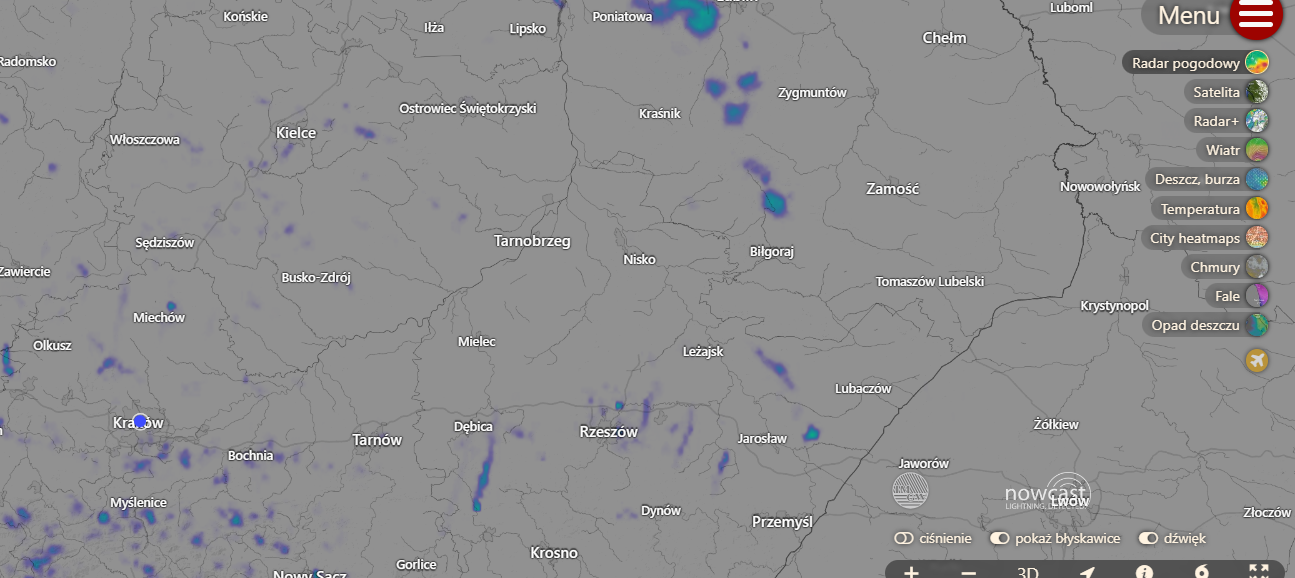 Końskie
Iłża
Lipsko
Poniatowa
Lublin
Luboml
Menu
Chełm
Radomsko
Radar pogodowy
Satelita
Zygmuntów
Ostrowiec Świętokrzyski
Kraśnik
Radar+
Włoszczowa
Kielce
Wiatr
Zamość
Nowowołyńsk
Deszcz, burza
Temperatura
Sędziszów
Tarnobrzeg
City heatmaps
Nisko
Biłgoraj
Zawiercie
Busko-Zdrój
Tomaszów Lubelski
Chmury
Krystynopol
Fale
Miechów
Opad deszczu
Olkusz
Mielec
Leżajsk
Lubaczów
Kraków
Dębica
Rzeszów
Żółkiew
Tarnów
Jarosław
Bochnia
Jaworów
Myślenice
nowcast
Lwów
Dynów
Przemyśl
Złoczów
ciśnienie
pokaż błyskawice
dźwięk
Krosno
Gorlice
Nowy Sącz
+ − 3D